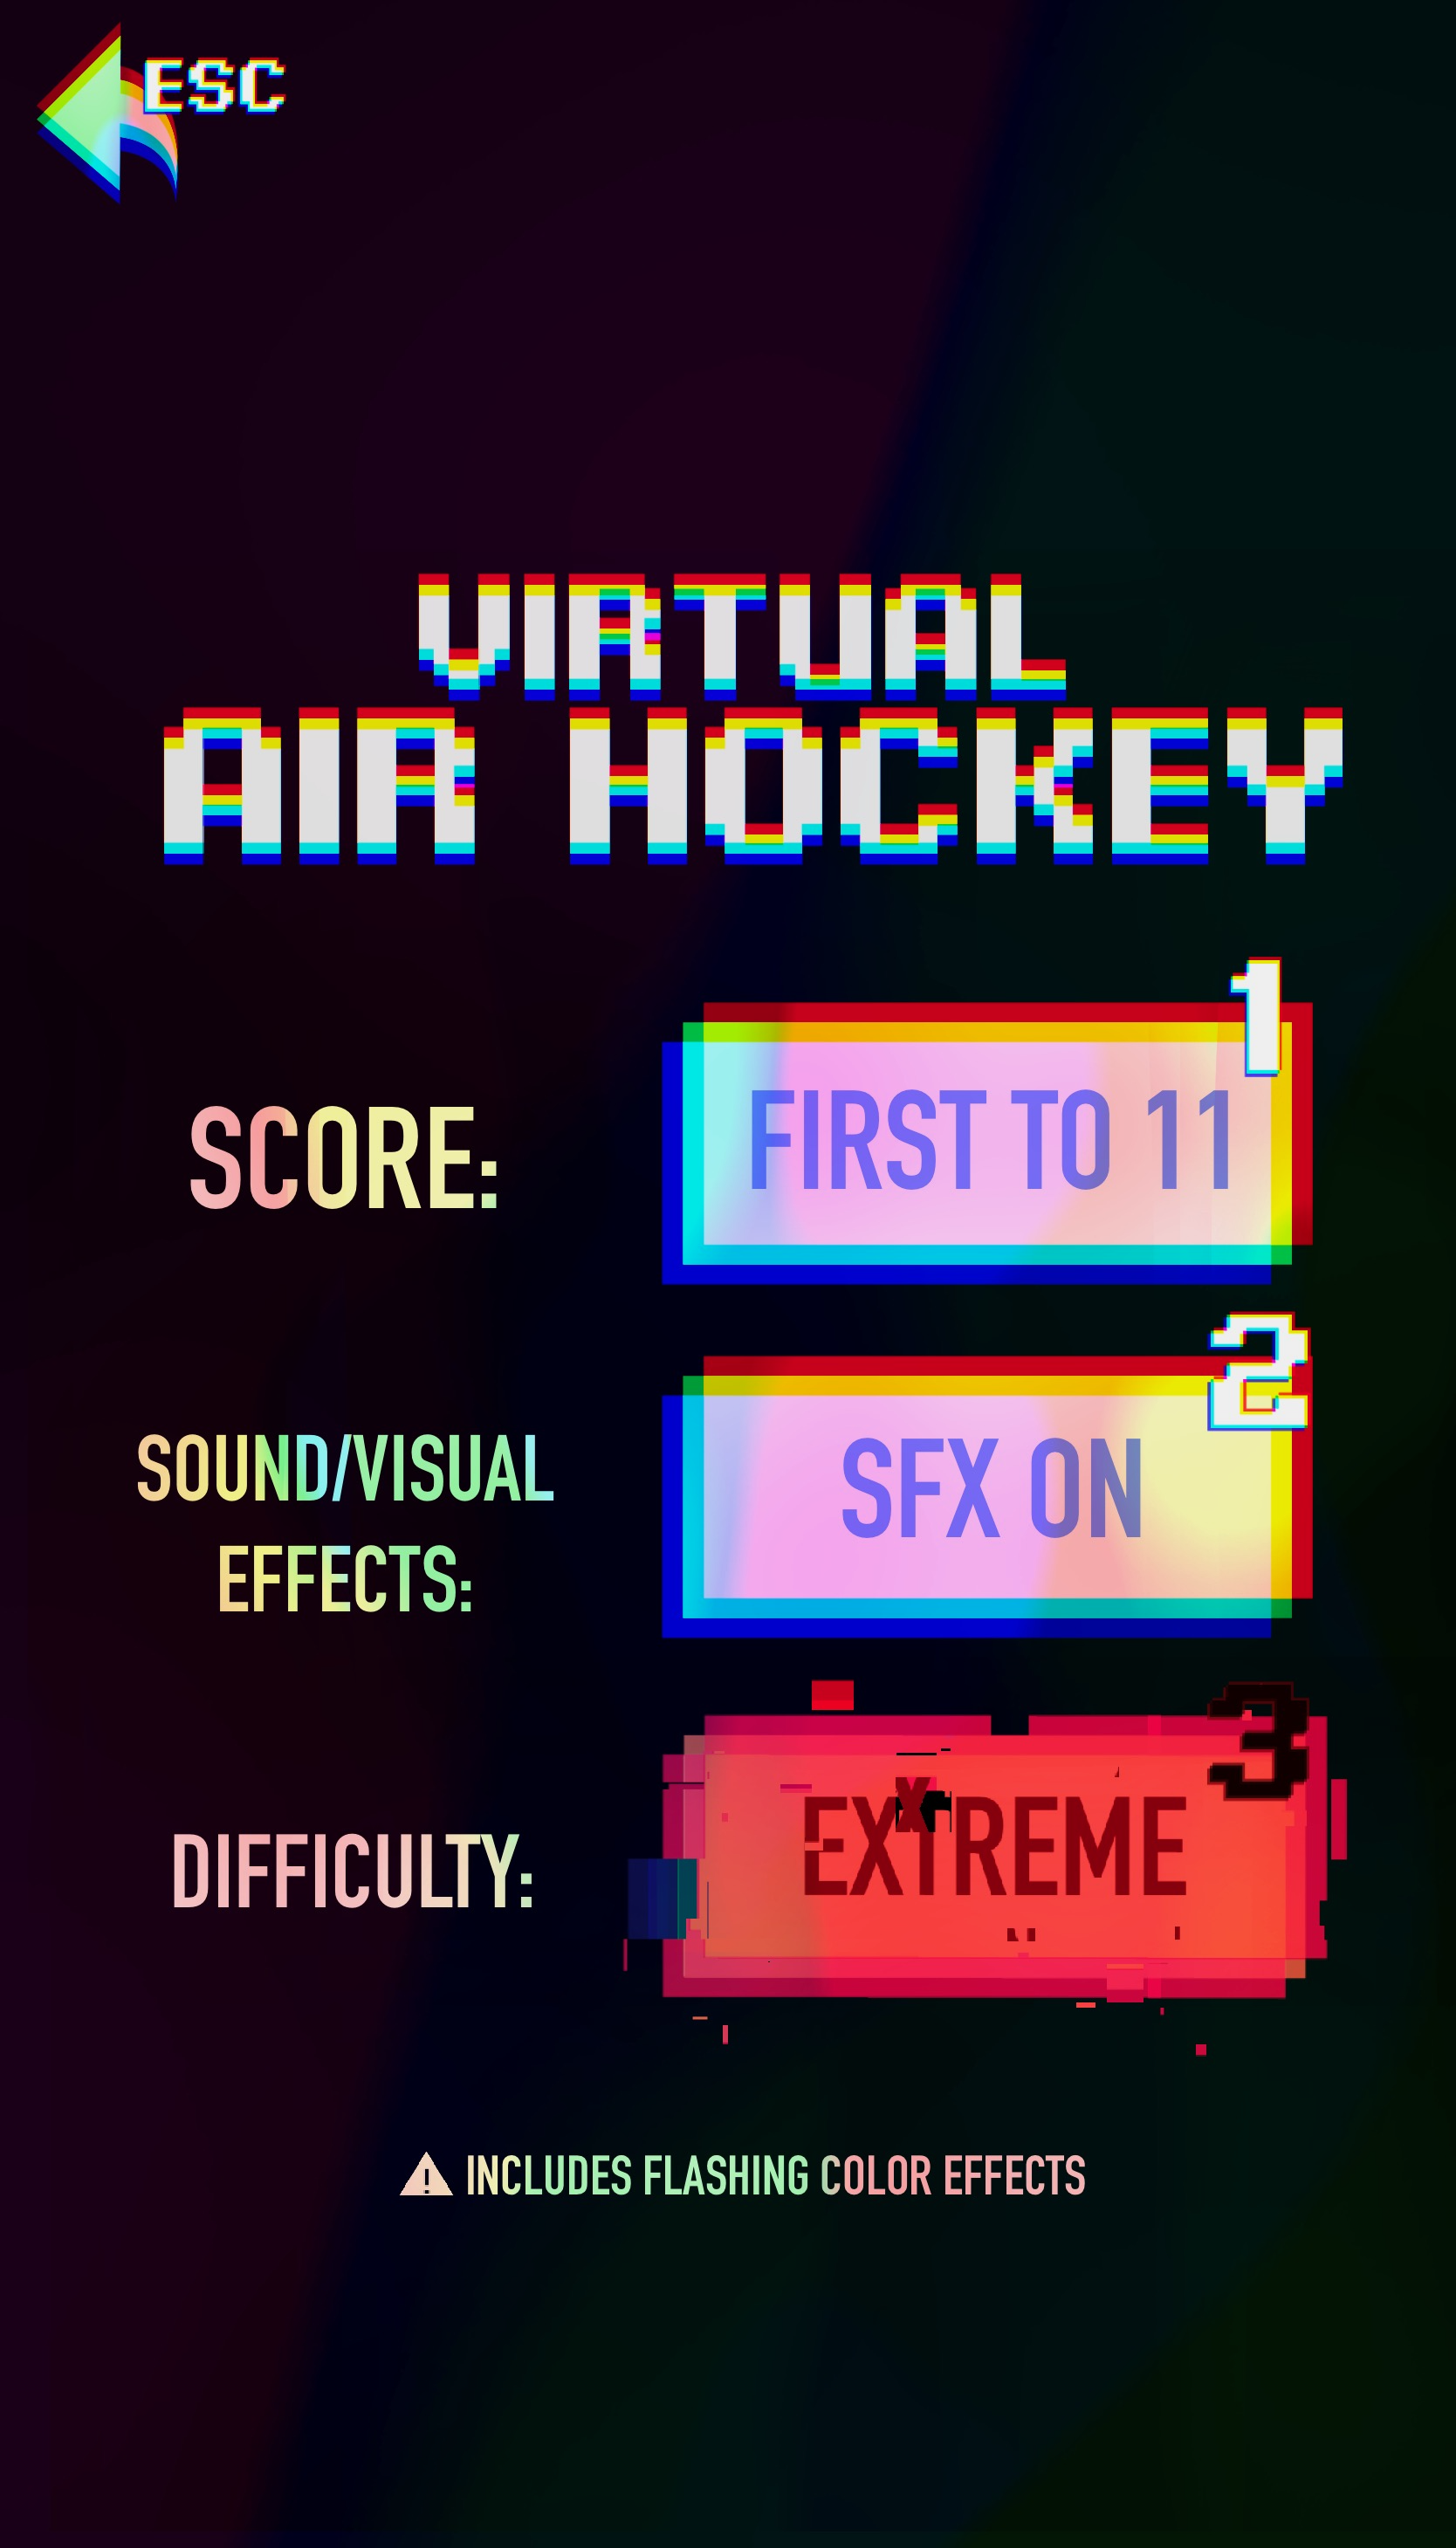 ESC
VIRTUAL
AIR HOCKEY
1
SCORE: FIRST TO 11
2
SOUND/VISUAL
EFFECTS:
SFX ON
3
DIFFICULTY: EXTREME
INCLUDES FLASHING COLOR EFFECTS